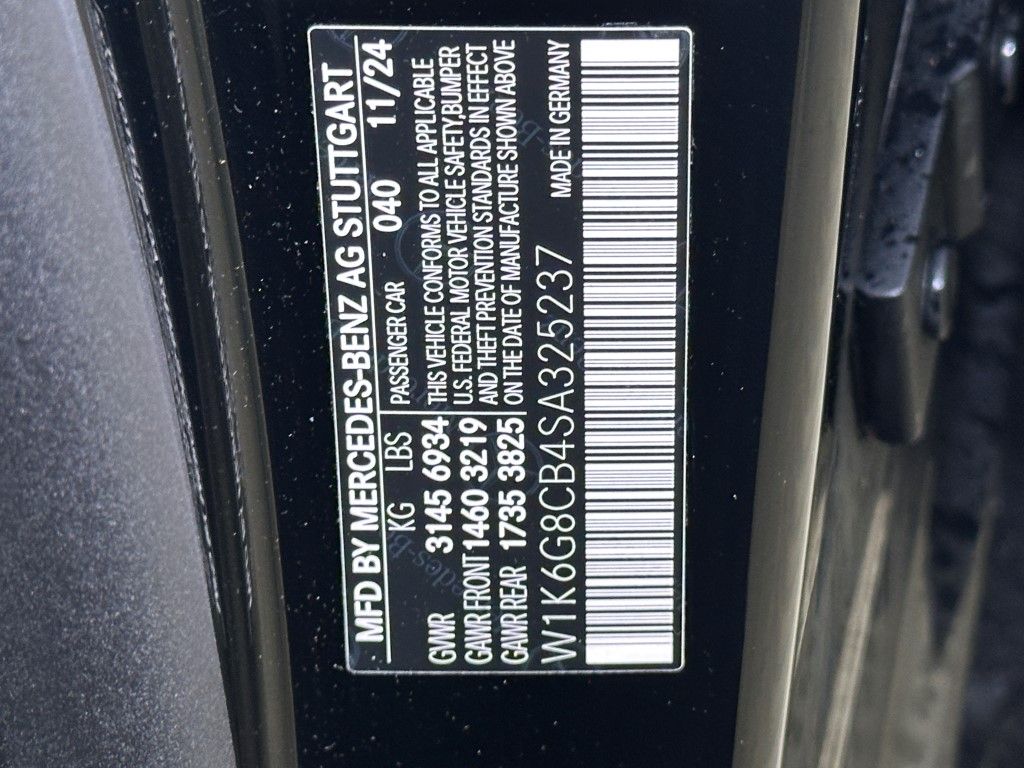 MFD BY MERCEDES-BENZ AG STUTTGART
KG LBS PASSENGER CAR 040 11/24
GWR 3145 6934 THIS VEHICLE CONFORMS TO ALL APPLICABLE
GAWR FRONT 1460 3219 U.S. FEDERAL MOTOR VEHICLE SAFETY, BUMPER
GAWR REAR 1735 3825 AND THEFT PREVENTION STANDARDS IN EFFECT
ON THE DATE OF MANUFACTURE SHOWN ABOVE
W1K6G8CB4SA325237 MADE IN GERMANY